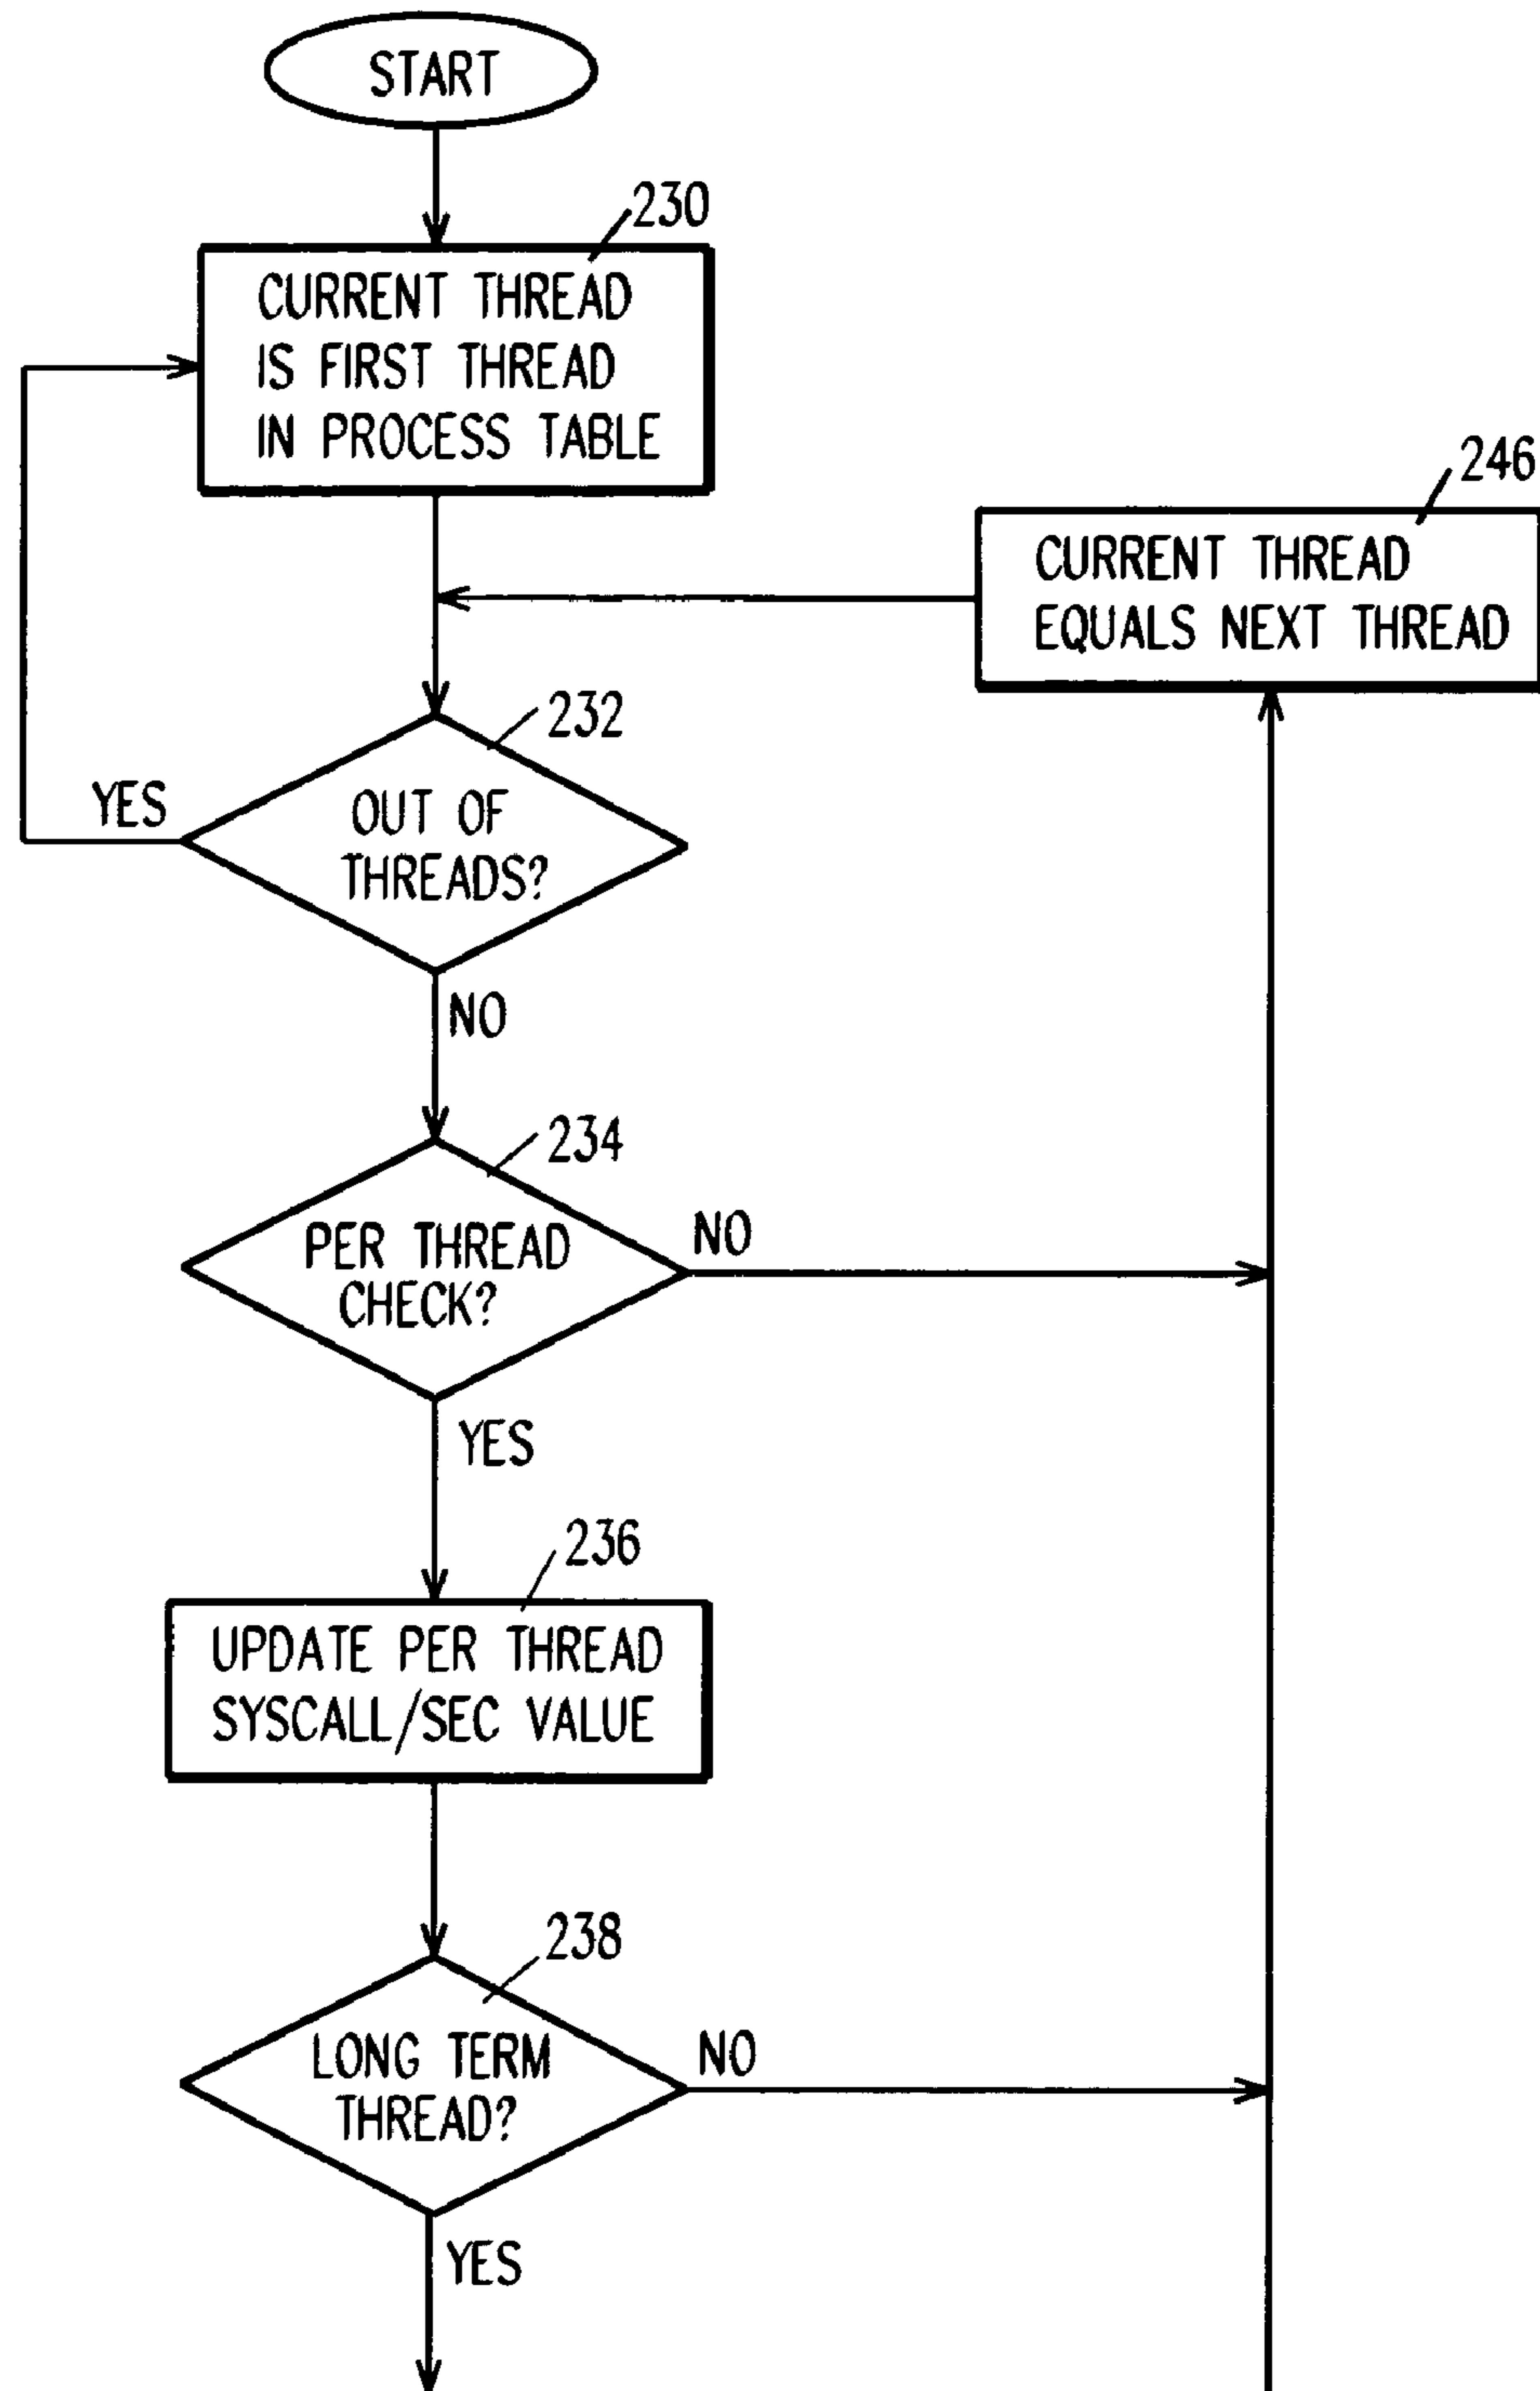 START
230
CURRENT THREAD
IS FIRST THREAD
IN PROCESS TABLE
246
CURRENT THREAD
EQUALS NEXT THREAD
232
YES
OUT OF
THREADS?
NO
234
PER THREAD
CHECK?
NO
YES
236
UPDATE PER THREAD
SYSCALL/SEC VALUE
238
LONG TERM
THREAD?
NO
YES